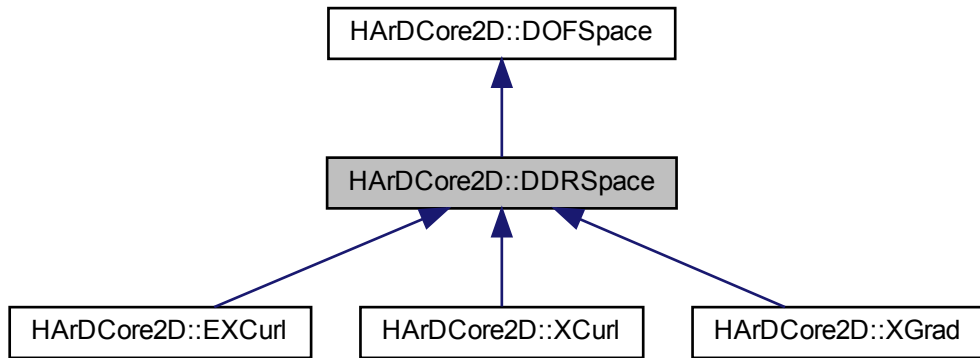 HArDCore2D::DOFSpace
HArDCore2D::DDRSpace
HArDCore2D::EXCurl
HArDCore2D::XCurl
HArDCore2D::XGrad